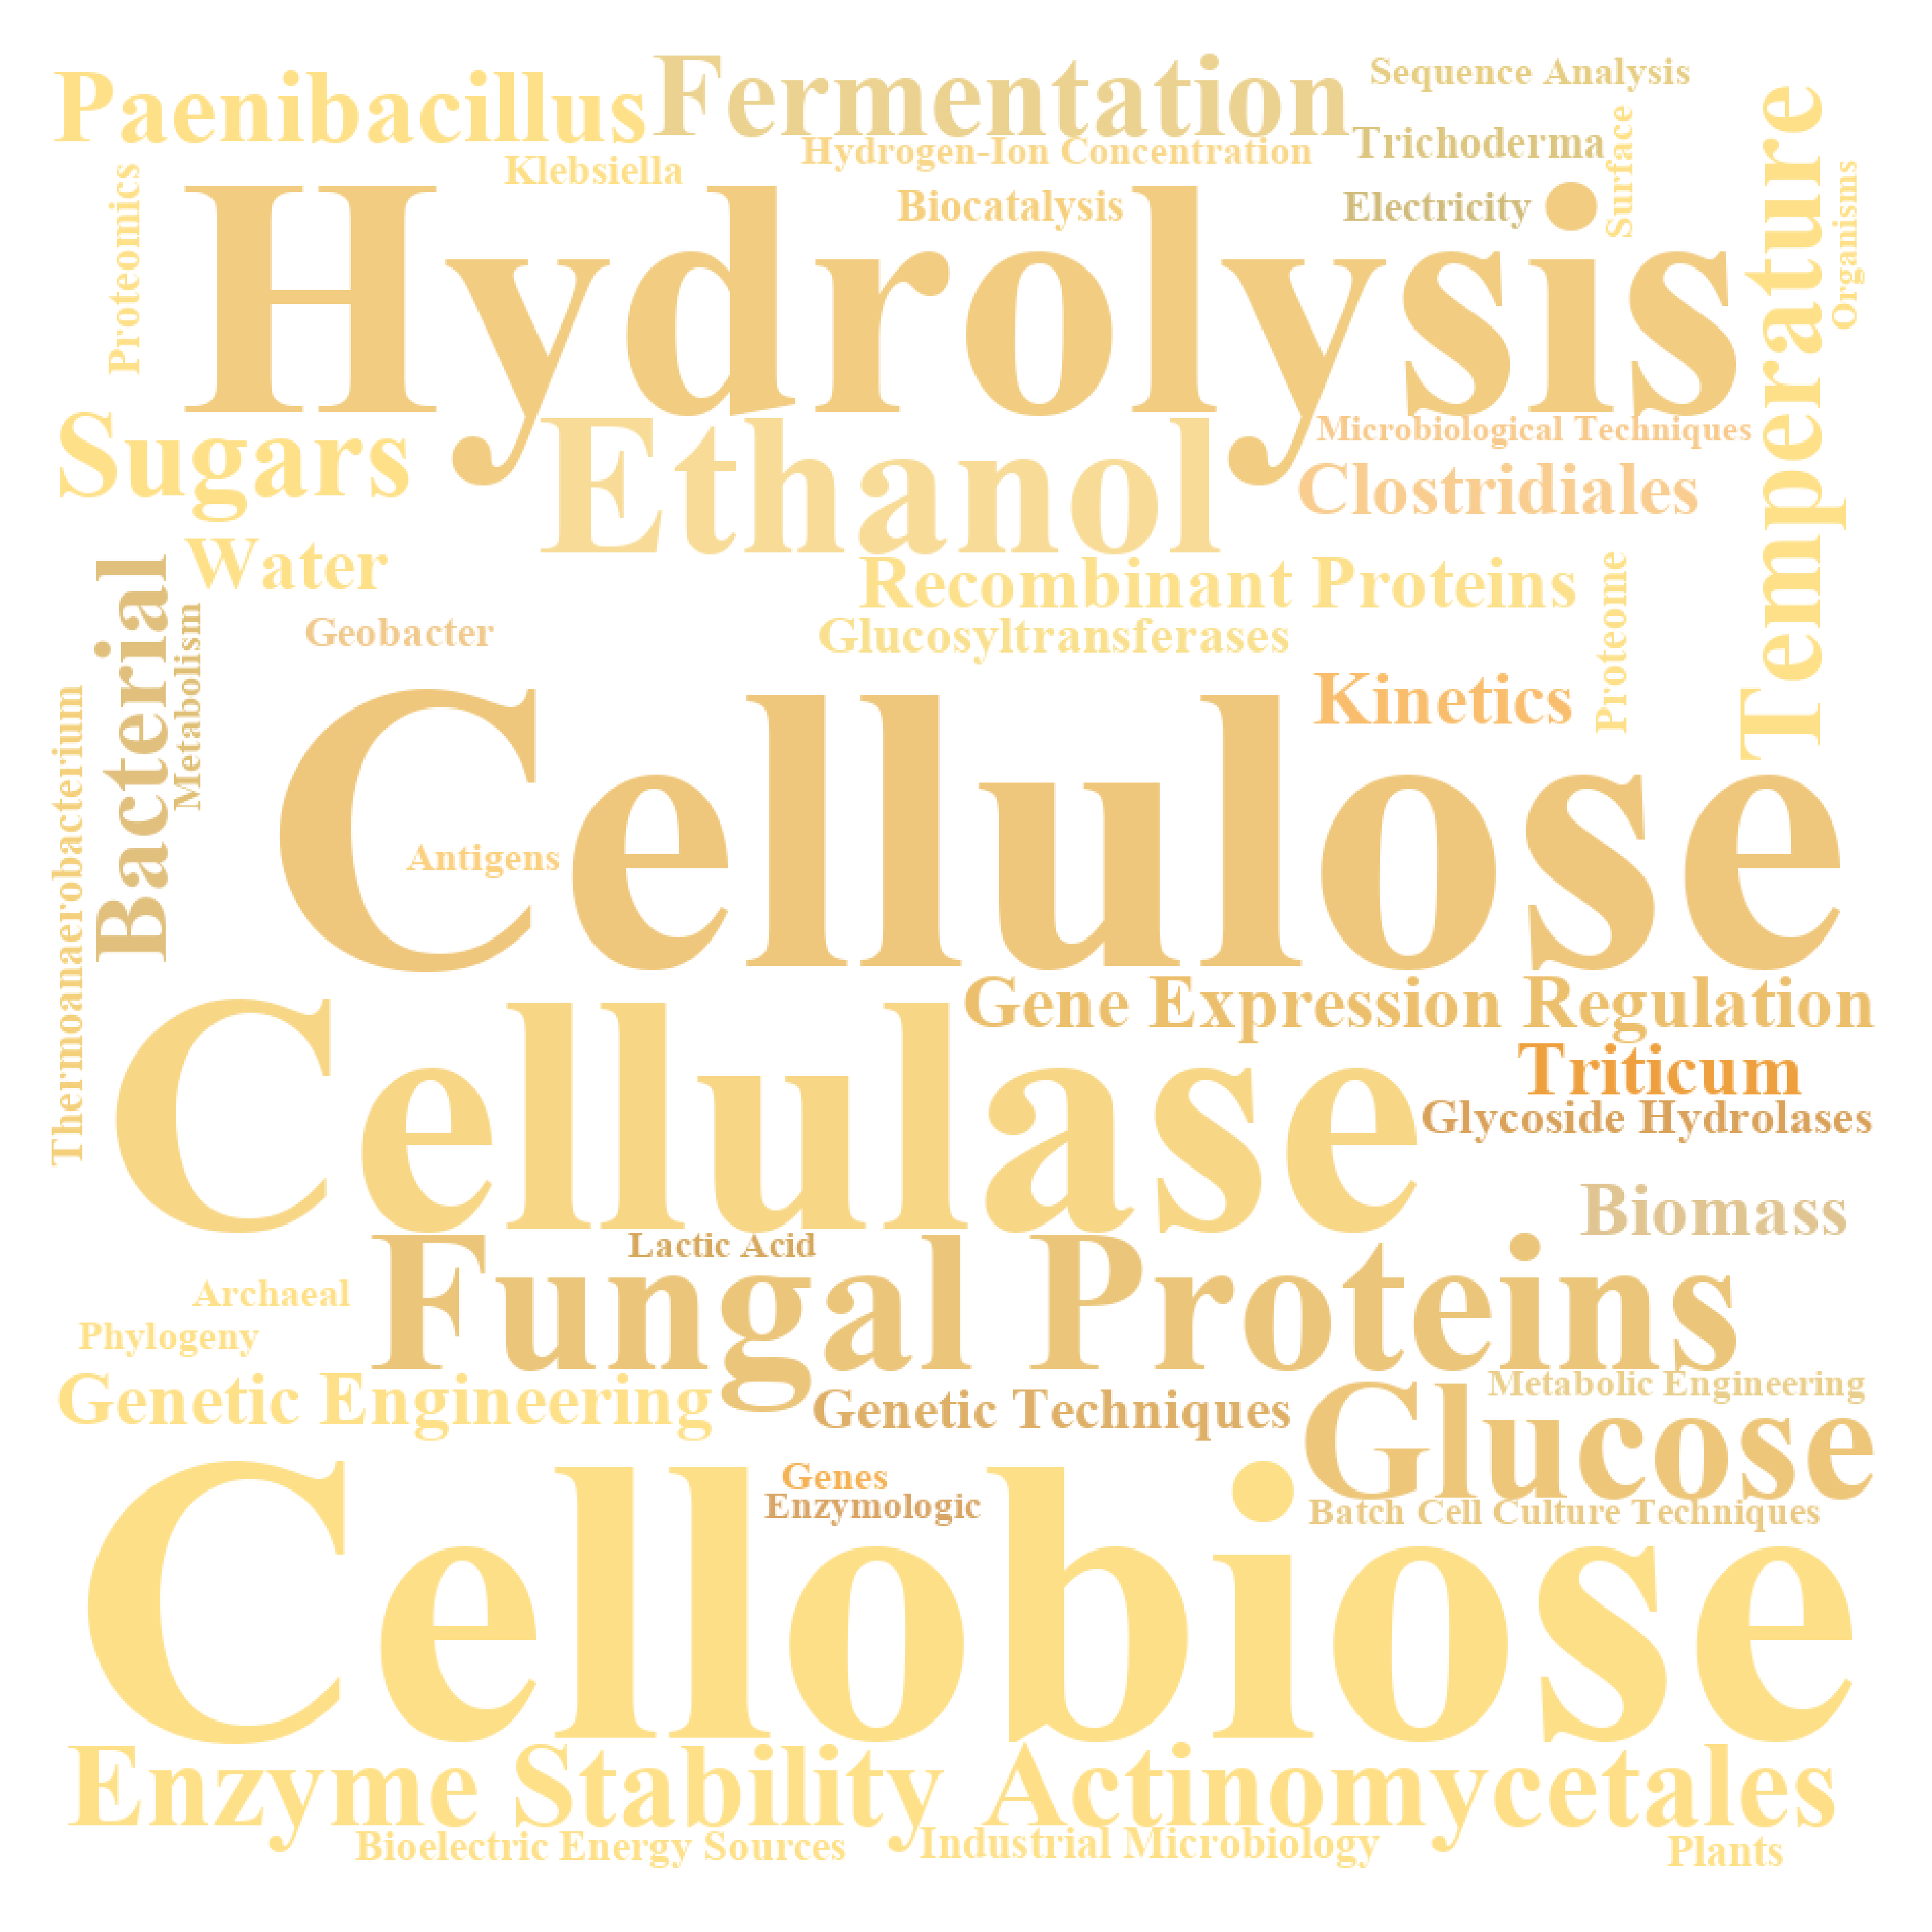 Paenibacillus
Fermentation
Sequence Analysis
Trichoderma
Surface
Temperature
Organisms
Klebsiella
Hydrogen-Ion Concentration
Biocatalysis
Electricity
Proteomics
Hydrolysis
Sugars
Ethanol
Microbiological Techniques
Clostridiales
Water
Recombinant Proteins
Geobacter
Glucosyltransferases
Proteome
Bacterial
Metabolism
Thermoanaerobacterium
Kinetics
Cellulose
Antigens
Gene Expression Regulation
Cellulase
Triticum
Glycoside Hydrolases
Biomass
Lactic Acid
Fungal Proteins
Archaeal
Phylogeny
Genetic Engineering
Genetic Techniques
Metabolic Engineering
Glucose
Genes
Enzymologic
Batch Cell Culture Techniques
Cellobiose
Enzyme Stability
Actinomycetales
Bioelectric Energy Sources
Industrial Microbiology
Plants